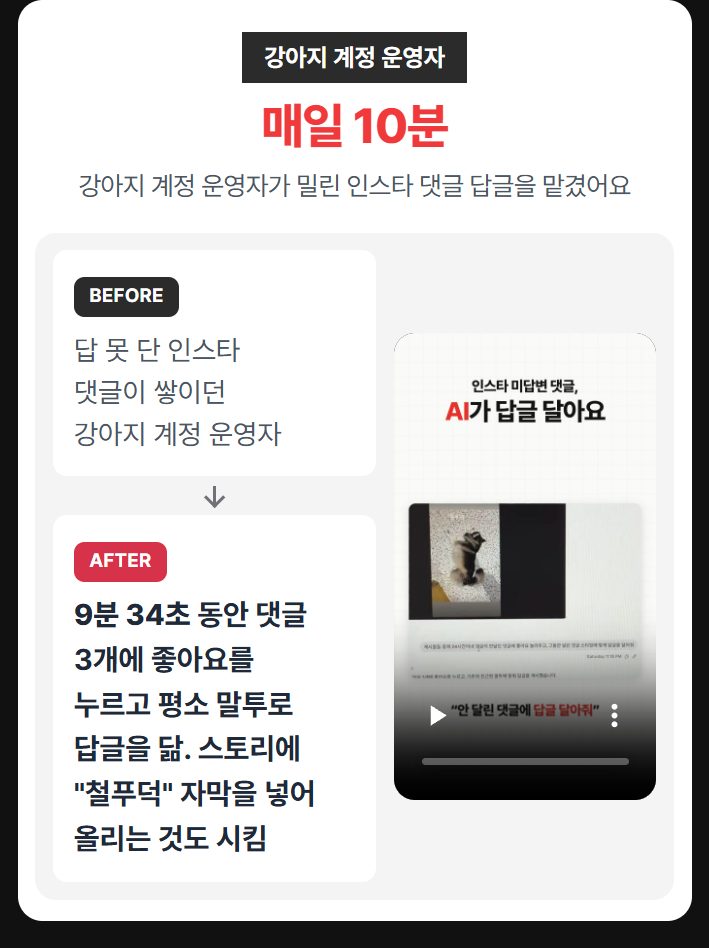 강아지 계정 운영자
매일 10분
강아지 계정 운영자가 밀린 인스타 댓글 답글을 맡겼어요
BEFORE
답 못 단 인스타
댓글이 쌓이던
강아지 계정 운영자
AFTER
9분 34초 동안 댓글
3개에 좋아요를
누르고 평소 말투로
답글을 닮. 스토리에
"철푸덕" 자막을 넣어
올리는 것도 시킴
인스타 미답변 댓글,
AI가 답글 달아요
“안 달린 댓글에 답글 달아줘”